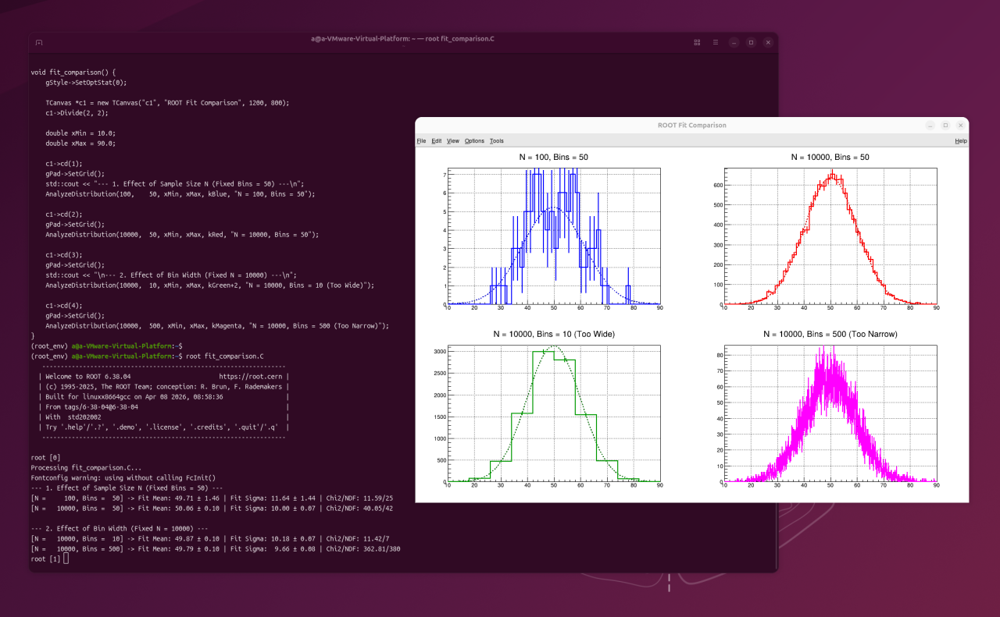 a@a-VMware-Virtual-Platform: ~ — root fit_comparison.C
void fit_comparison() {
    gStyle->SetOptStat(0);
    TCanvas *c1 = new TCanvas("c1", "ROOT Fit Comparison", 1200, 800);
    c1->Divide(2, 2);
    double xMin = 10.0;
    double xMax = 90.0;
    c1->cd(1);
    gPad->SetGrid();
    std::cout << "--- 1. Effect of Sample Size N (Fixed Bins = 50) ---\n";
    AnalyzeDistribution(100,    50, xMin, xMax, kBlue, "N = 100, Bins = 50");
    c1->cd(2);
    gPad->SetGrid();
    AnalyzeDistribution(10000,  50, xMin, xMax, kRed, "N = 10000, Bins = 50");
    c1->cd(3);
    gPad->SetGrid();
    std::cout << "\n--- 2. Effect of Bin Width (Fixed N = 10000) ---\n";
    AnalyzeDistribution(10000,  10, xMin, xMax, kGreen+2, "N = 10000, Bins = 10 (Too Wide)");
    c1->cd(4);
    gPad->SetGrid();
    AnalyzeDistribution(10000,  500, xMin, xMax, kMagenta, "N = 10000, Bins = 500 (Too Narrow)");
}
(root_env) a@a-VMware-Virtual-Platform:~$
(root_env) a@a-VMware-Virtual-Platform:~$ root fit_comparison.C
   ------------------------------------------------------------------
  | Welcome to ROOT 6.38.04                        https://root.cern |
  | (c) 1995-2025, The ROOT Team; conception: R. Brun, F. Rademakers |
  | Built for linuxx8664gcc on Apr 08 2026, 08:58:36                 |
  | From tags/6-38-04@6-38-04                                        |
  | With  std202002                                                  |
  | Try '.help'/'.?', '.demo', '.license', '.credits', '.quit'/'.q'  |
   ------------------------------------------------------------------
root [0]
Processing fit_comparison.C...
Fontconfig warning: using without calling FcInit()
--- 1. Effect of Sample Size N (Fixed Bins = 50) ---
[N =     100, Bins =  50] -> Fit Mean: 49.71 ± 1.46 | Fit Sigma: 11.64 ± 1.44 | Chi2/NDF: 11.59/25
[N =   10000, Bins =  50] -> Fit Mean: 50.06 ± 0.10 | Fit Sigma: 10.00 ± 0.07 | Chi2/NDF: 40.05/42
--- 2. Effect of Bin Width (Fixed N = 10000) ---
[N =   10000, Bins =  10] -> Fit Mean: 49.87 ± 0.10 | Fit Sigma: 10.18 ± 0.07 | Chi2/NDF: 11.42/7
[N =   10000, Bins = 500] -> Fit Mean: 49.79 ± 0.10 | Fit Sigma:  9.66 ± 0.08 | Chi2/NDF: 362.81/380
root [1]
ROOT Fit Comparison
File Edit View Options Tools Help
N = 100, Bins = 50
7
6
5
4
3
2
1
0
10 20 30 40 50 60 70 80 90
N = 10000, Bins = 50
600
500
400
300
200
100
0
10 20 30 40 50 60 70 80 90
N = 10000, Bins = 10 (Too Wide)
3000
2500
2000
1500
1000
500
0
10 20 30 40 50 60 70 80 90
N = 10000, Bins = 500 (Too Narrow)
80
70
60
50
40
30
20
10
0
10 20 30 40 50 60 70 80 90